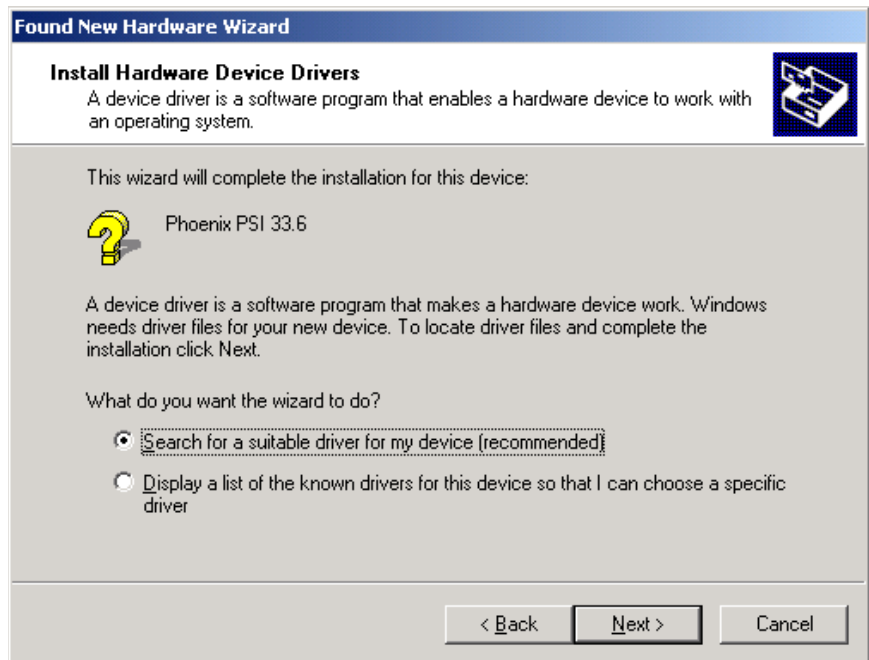 Found New Hardware Wizard
Install Hardware Device Drivers
A device driver is a software program that enables a hardware device to work with
an operating system.
This wizard will complete the installation for this device:
Phoenix PSI 33.6
A device driver is a software program that makes a hardware device work. Windows
needs driver files for your new device. To locate driver files and complete the
installation click Next.
What do you want the wizard to do?
Search for a suitable driver for my device (recommended)
Display a list of the known drivers for this device so that I can choose a specific
driver
< Back Next > Cancel